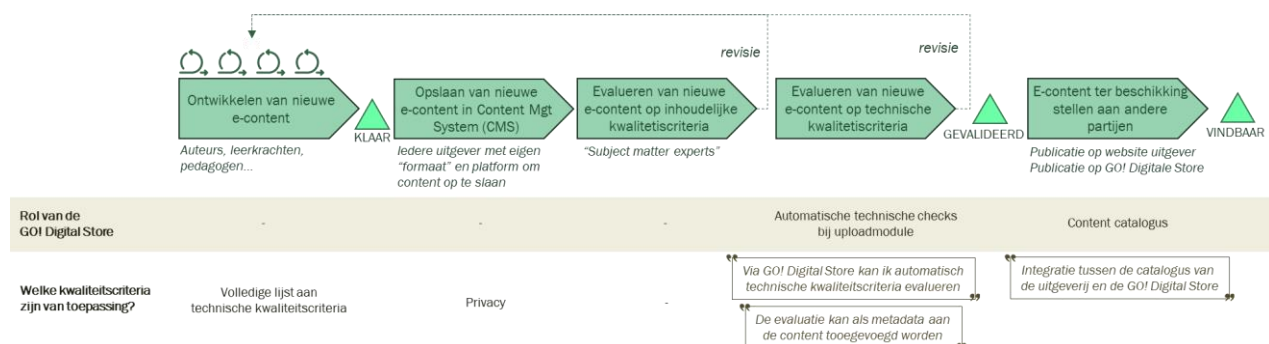 revisie
revisie
Ontwikkelen van nieuwe
e-content
KLAAR
Opslaan van nieuwe
e-content in Content Mgt
System (CMS)
Evalueren van nieuwe
e-content op inhoudelijke
kwalitetiscriteria
Evalueren van nieuwe
e-content op technische
kwaliteitscriteria
GEVALIDEERD
E-content ter beschikking
stellen aan andere
partijen
VINDBAAR
Auteurs, leerkrachten,
pedagogen...
Iedere uitgever met eigen
"formaat" en platform om
content op te slaan
"Subject matter experts"
Publicatie op website uitgever
Publicatie op GO! Digitale Store
Rol van de
GO! Digital Store
-
-
-
Automatische technische checks
bij uploadmodule
Content catalogus
Welke kwaliteitscriteria
zijn van toepassing?
Volledige lijst aan
technische kwaliteitscriteria
Privacy
-
"Via GO! Digital Store kan ik automatisch
technische kwaliteitscriteria evalueren"
"De evaluatie kan als metadata aan
de content tooegevoegd worden"
"Integratie tussen de catalogus van
de uitgeverij en de GO! Digital Store"